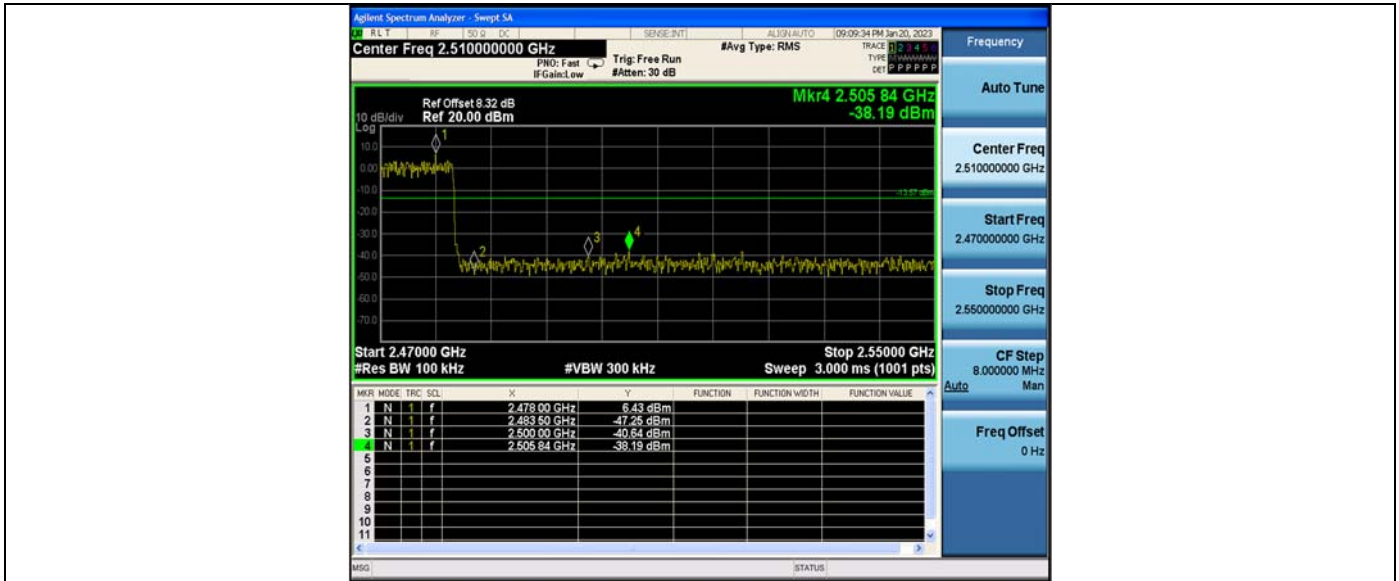 Agilent Spectrum Analyzer - Swept SA
RLT RF 50 Ω DC SENSE:INT ALIGN AUTO 09:09:34 PM Jan 20, 2023
Center Freq 2.510000000 GHz
PNO: Fast
IFGain:Low
Trig: Free Run
#Atten: 30 dB
#Avg Type: RMS
TRACE 1 2 3 4 5 6
TYPE
DET P P P P P P
Mkr4 2.505 84 GHz
-38.19 dBm
Ref Offset 8.32 dB
10 dB/div Ref 20.00 dBm
Log
10.0
0.00
-10.0
-20.0
-30.0
-40.0
-50.0
-60.0
-70.0
1
2
3
4
-13.57 dBm
Start 2.47000 GHz Stop 2.55000 GHz
#Res BW 100 kHz #VBW 300 kHz Sweep 3.000 ms (1001 pts)
MKR MODE TRC SCL X Y FUNCTION FUNCTION WIDTH FUNCTION VALUE
1 N 1 f 2.478 00 GHz 6.43 dBm
2 N 1 f 2.483 50 GHz -47.25 dBm
3 N 1 f 2.500 00 GHz -40.64 dBm
4 N 1 f 2.505 84 GHz -38.19 dBm
5
6
7
8
9
10
11
MSG STATUS
Frequency
Auto Tune
Center Freq
2.510000000 GHz
Start Freq
2.470000000 GHz
Stop Freq
2.550000000 GHz
CF Step
8.000000 MHz
Auto Man
Freq Offset
0 Hz